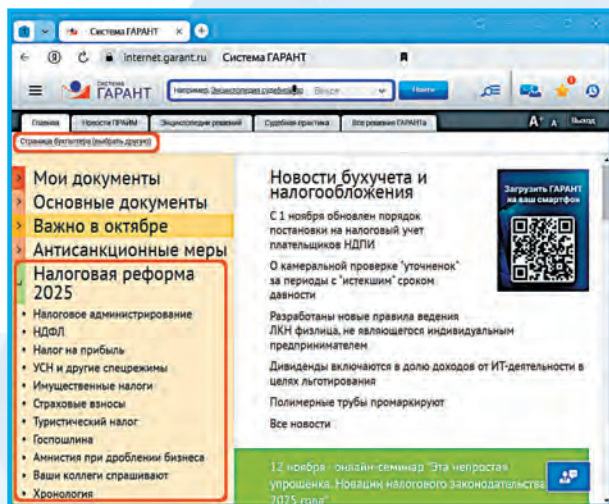 Система ГАРАНТ
internet.garant.ru Система ГАРАНТ
СИСТЕМА
ГАРАНТ
Например, Энциклопедия судебной Везде
Найти
Главная Новости ПРАЙМ Энциклопедия решений Судебная практика Все решения ГАРАНТа
А⁺ А Выход
Страница бухгалтера (выбрать другую)
Мои документы
Основные документы
Важно в октябре
Антисанкционные меры
Налоговая реформа
2025
• Налоговое администрирование
• НДФЛ
• Налог на прибыль
• УСН и другие спецрежимы
• Имущественные налоги
• Страховые взносы
• Туристический налог
• Госпошлина
• Амнистия при дроблении бизнеса
• Ваши коллеги спрашивают
• Хронология
Новости бухучета и
налогообложения
С 1 ноября обновлен порядок
постановки на налоговый учет
плательщиков НДПИ
О камеральной проверке "уточненок"
за периоды с "истекшим" сроком
давности
Разработаны новые правила ведения
ЛКН физлица, не являющегося индивидуальным
предпринимателем
Дивиденды включаются в долю доходов от ИТ-деятельности в
целях льготирования
Полимерные трубы промаркируют
Все новости
Загрузить ГАРАНТ
на ваш смартфон
12 ноября - онлайн-семинар "Эта непростая
упрощенка. Новации налогового законодательства
2025 года"